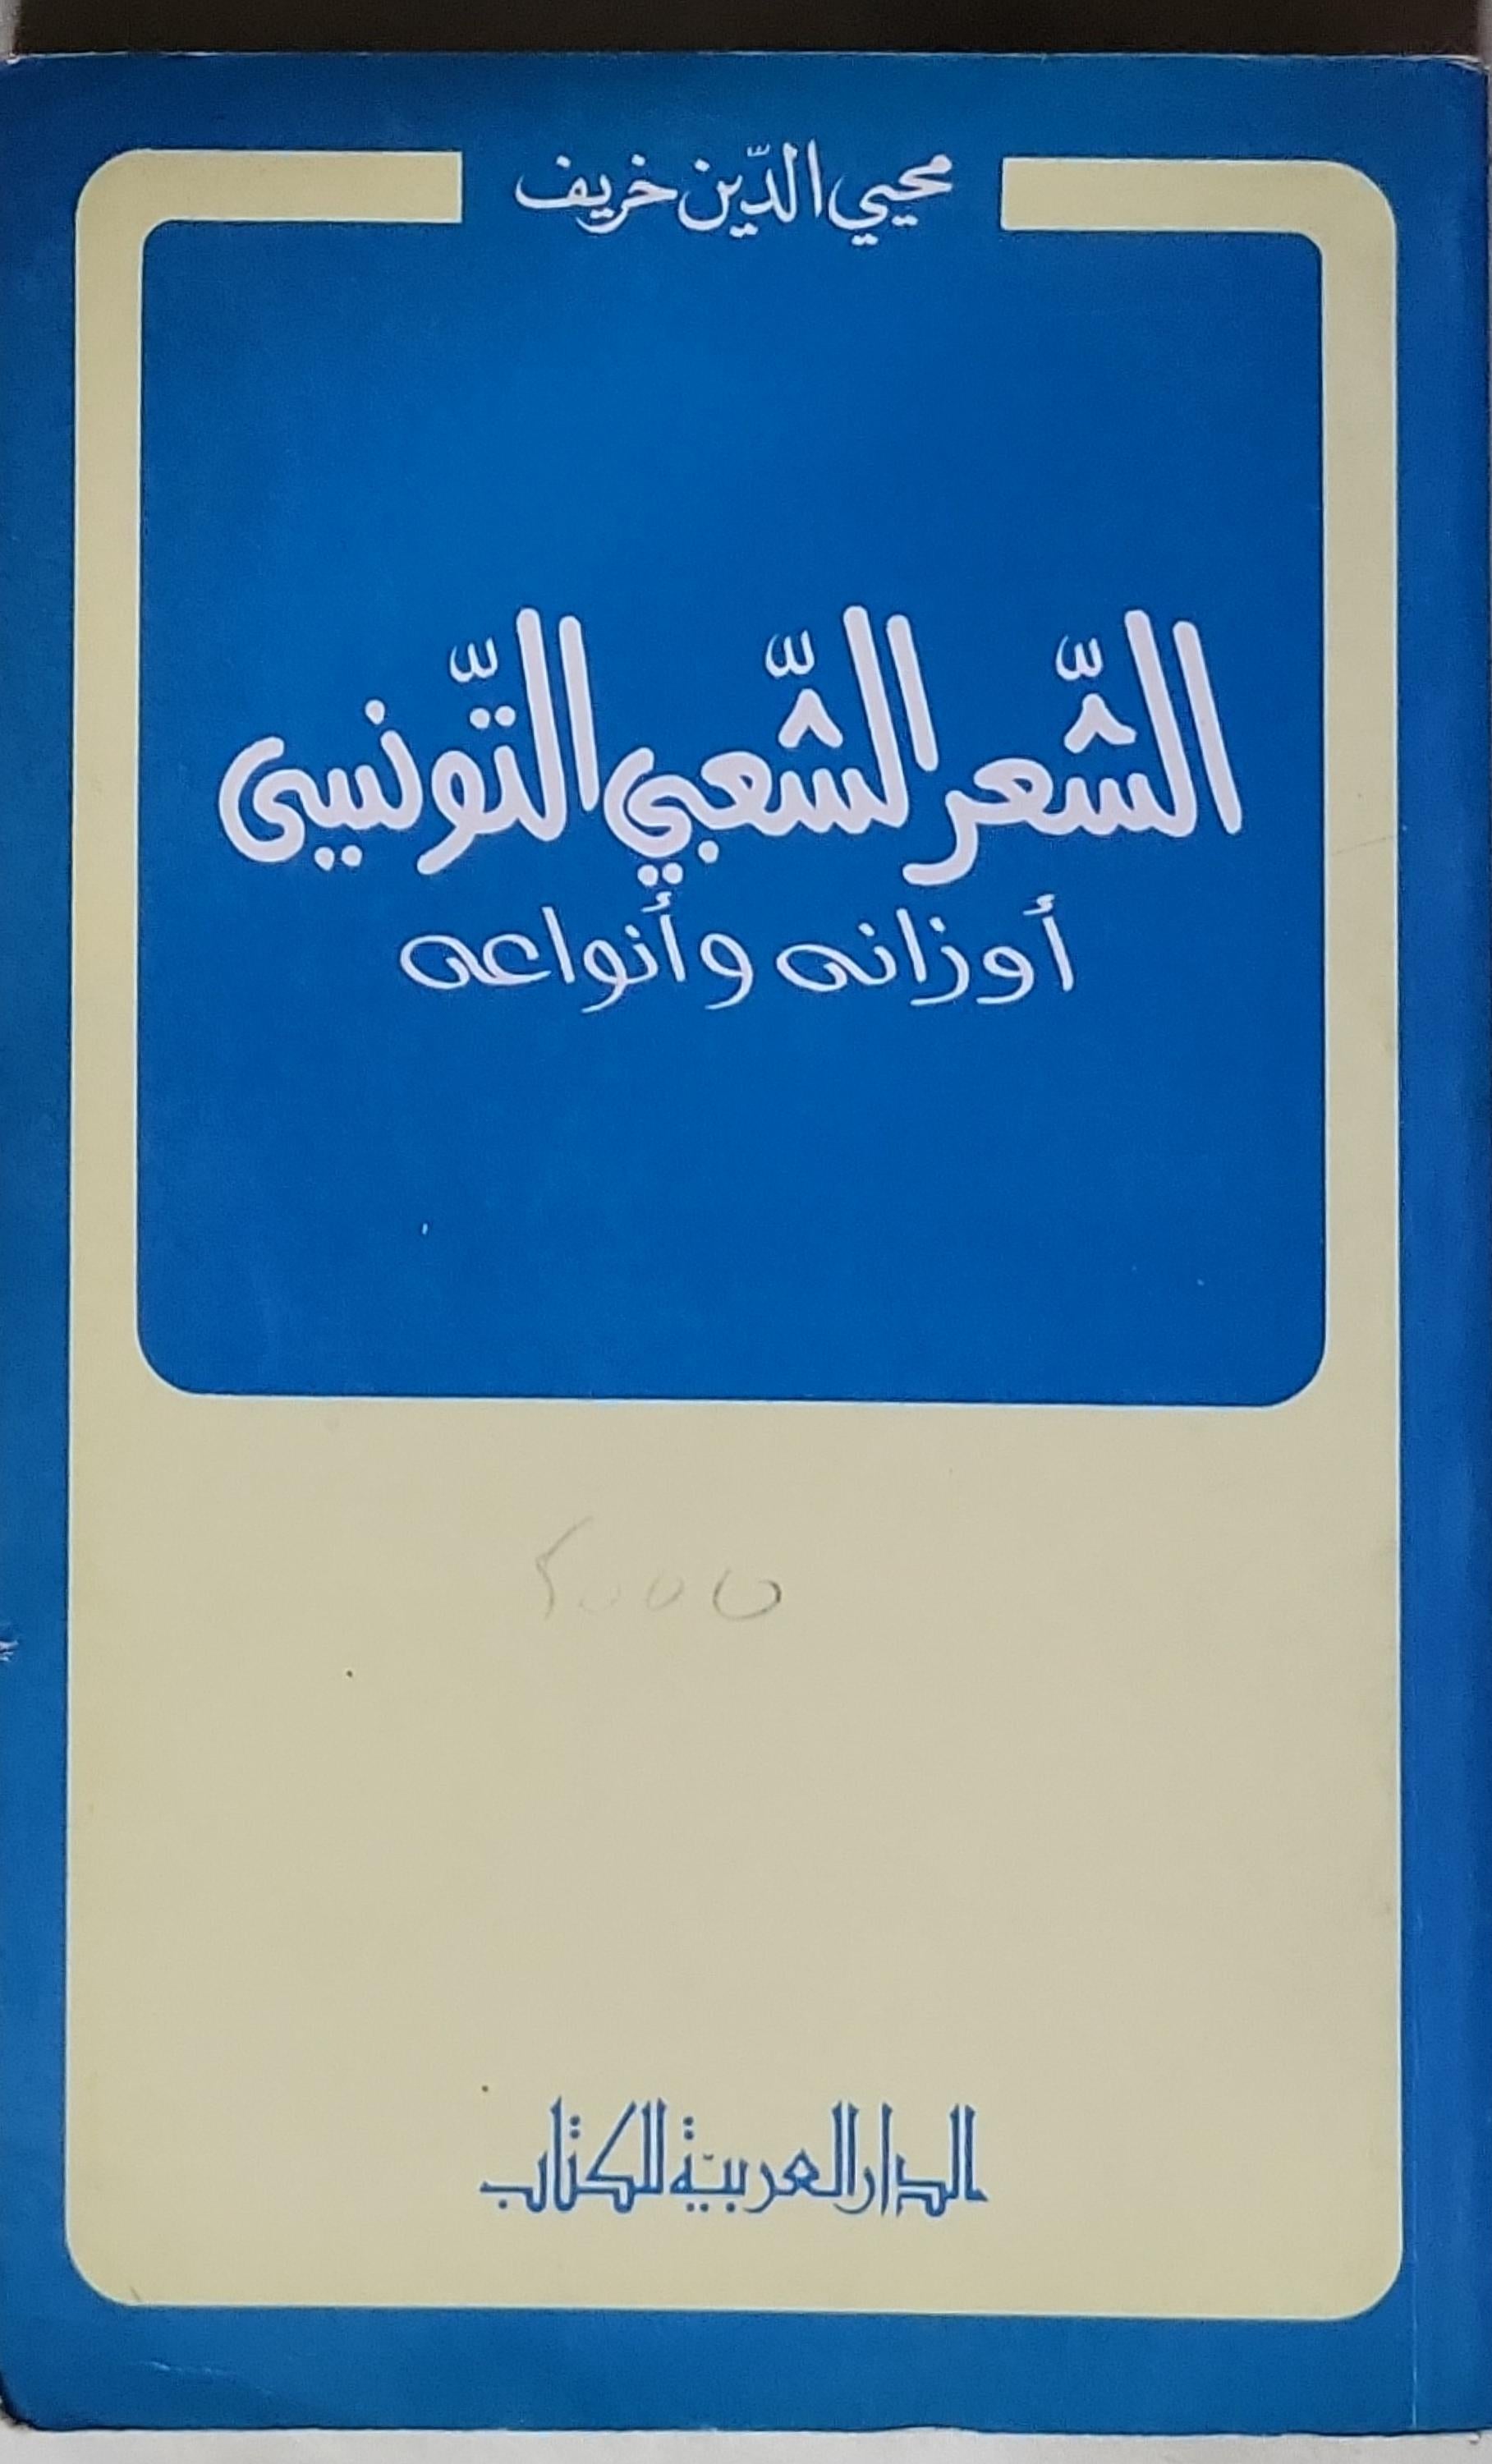 محيي الدّين خريف
الشّعر الشّعبي التّونسي
أوزانه وأنواعه
الدار العربيّة للكتاب